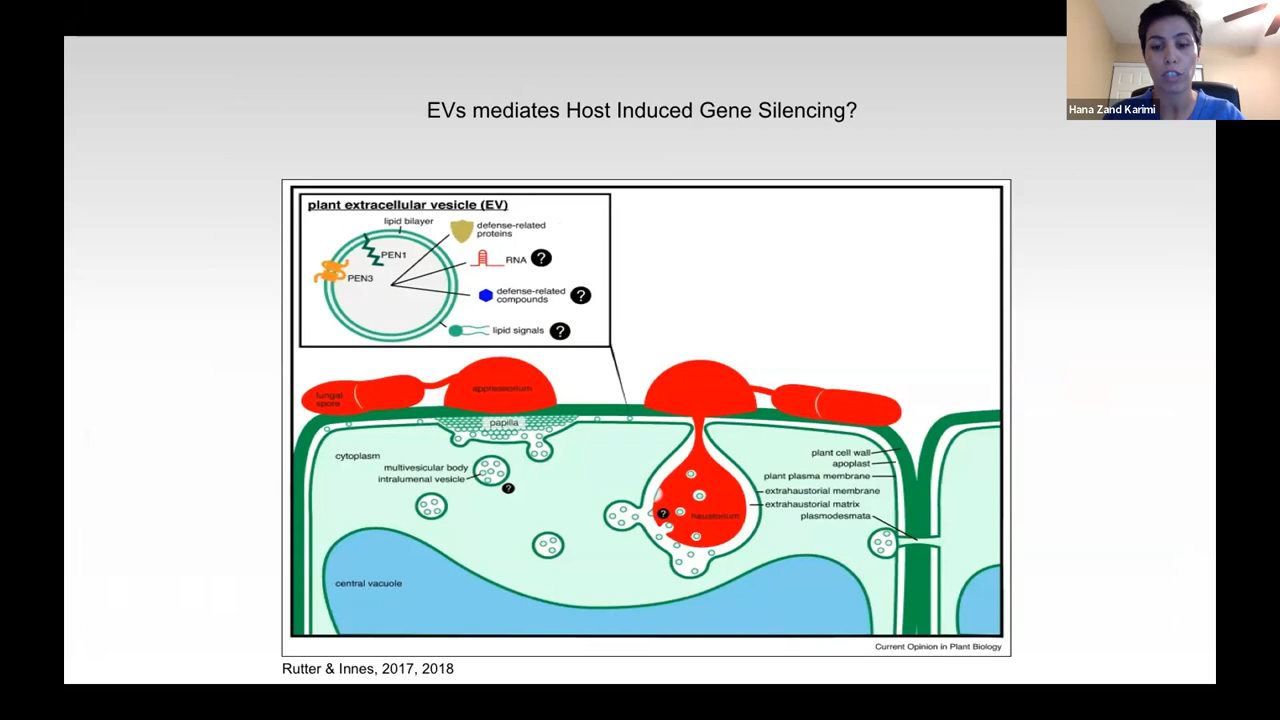 Hana Zand Karimi
EVs mediates Host Induced Gene Silencing?
plant extracellular vesicle (EV)
lipid bilayer
PEN1
PEN3
defense-related
proteins
RNA ?
defense-related
compounds ?
lipid signals ?
fungal
spore
appressorium
papilla
cytoplasm
multivesicular body
intralumenal vesicle
?
central vacuole
?
haustorium
plant cell wall
apoplast
plant plasma membrane
extrahaustorial membrane
extrahaustorial matrix
plasmodesmata
Current Opinion in Plant Biology
Rutter & Innes, 2017, 2018